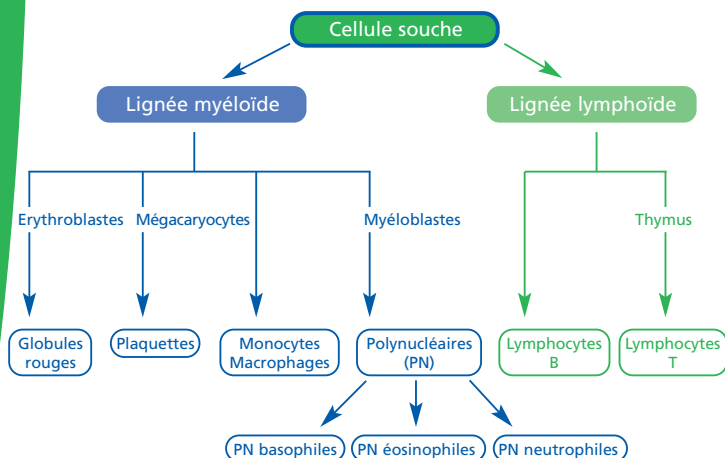 Cellule souche
Lignée myéloïde
Lignée lymphoïde
Erythroblastes
Mégacaryocytes
Myéloblastes
Thymus
Globules
rouges
Plaquettes
Monocytes
Macrophages
Polynucléaires
(PN)
Lymphocytes
B
Lymphocytes
T
PN basophiles
PN éosinophiles
PN neutrophiles